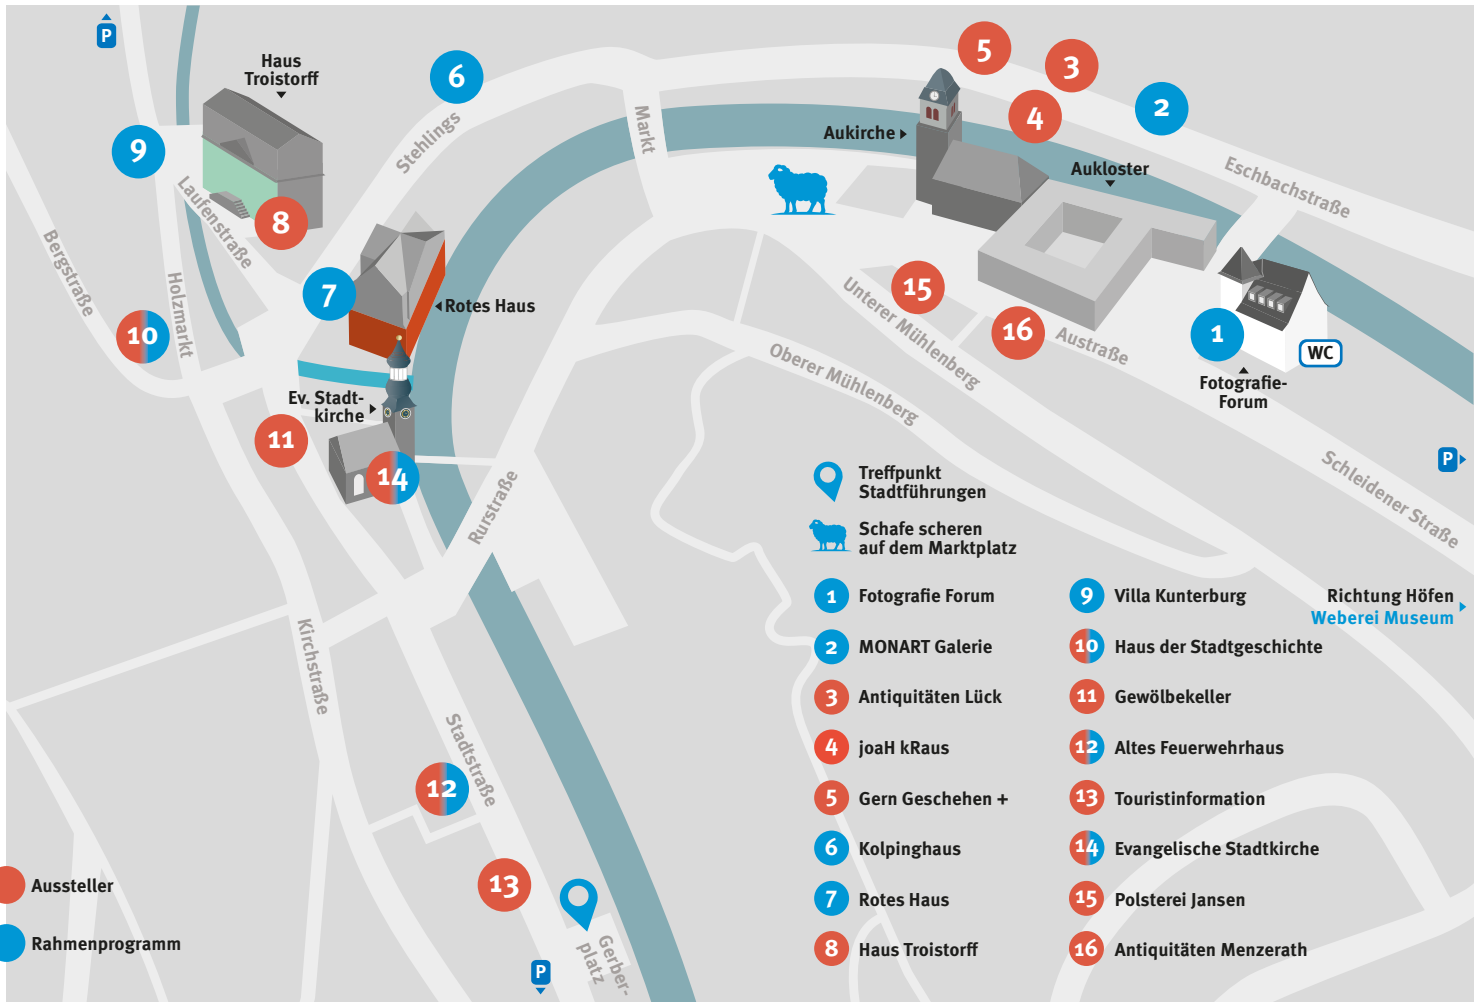 P
Haus
Troistorff
6
5
3
2
9
Stehlings
Markt
Aukirche
4
Aukloster
Eschbachstraße
Laufenstraße
8
Bergstraße
Holzmarkt
7
Rotes Haus
15
Unterer Mühlenberg
16
Austraße
1
WC
Fotografie-
Forum
10
Oberer Mühlenberg
Ev. Stadt-
kirche
11
14
Rurstraße
P
Schleidener Straße
Treffpunkt
Stadtführungen
Schafe scheren
auf dem Marktplatz
1 Fotografie Forum
2 MONART Galerie
3 Antiquitäten Lück
4 joaH kRaus
5 Gern Geschehen +
6 Kolpinghaus
7 Rotes Haus
8 Haus Troistorff
9 Villa Kunterburg
10 Haus der Stadtgeschichte
11 Gewölbekeller
12 Altes Feuerwehrhaus
13 Touristinformation
14 Evangelische Stadtkirche
15 Polsterei Jansen
16 Antiquitäten Menzerath
Richtung Höfen
Weberei Museum
Kirchstraße
Stadtstraße
12
13
Gerber-
platz
P
Aussteller
Rahmenprogramm